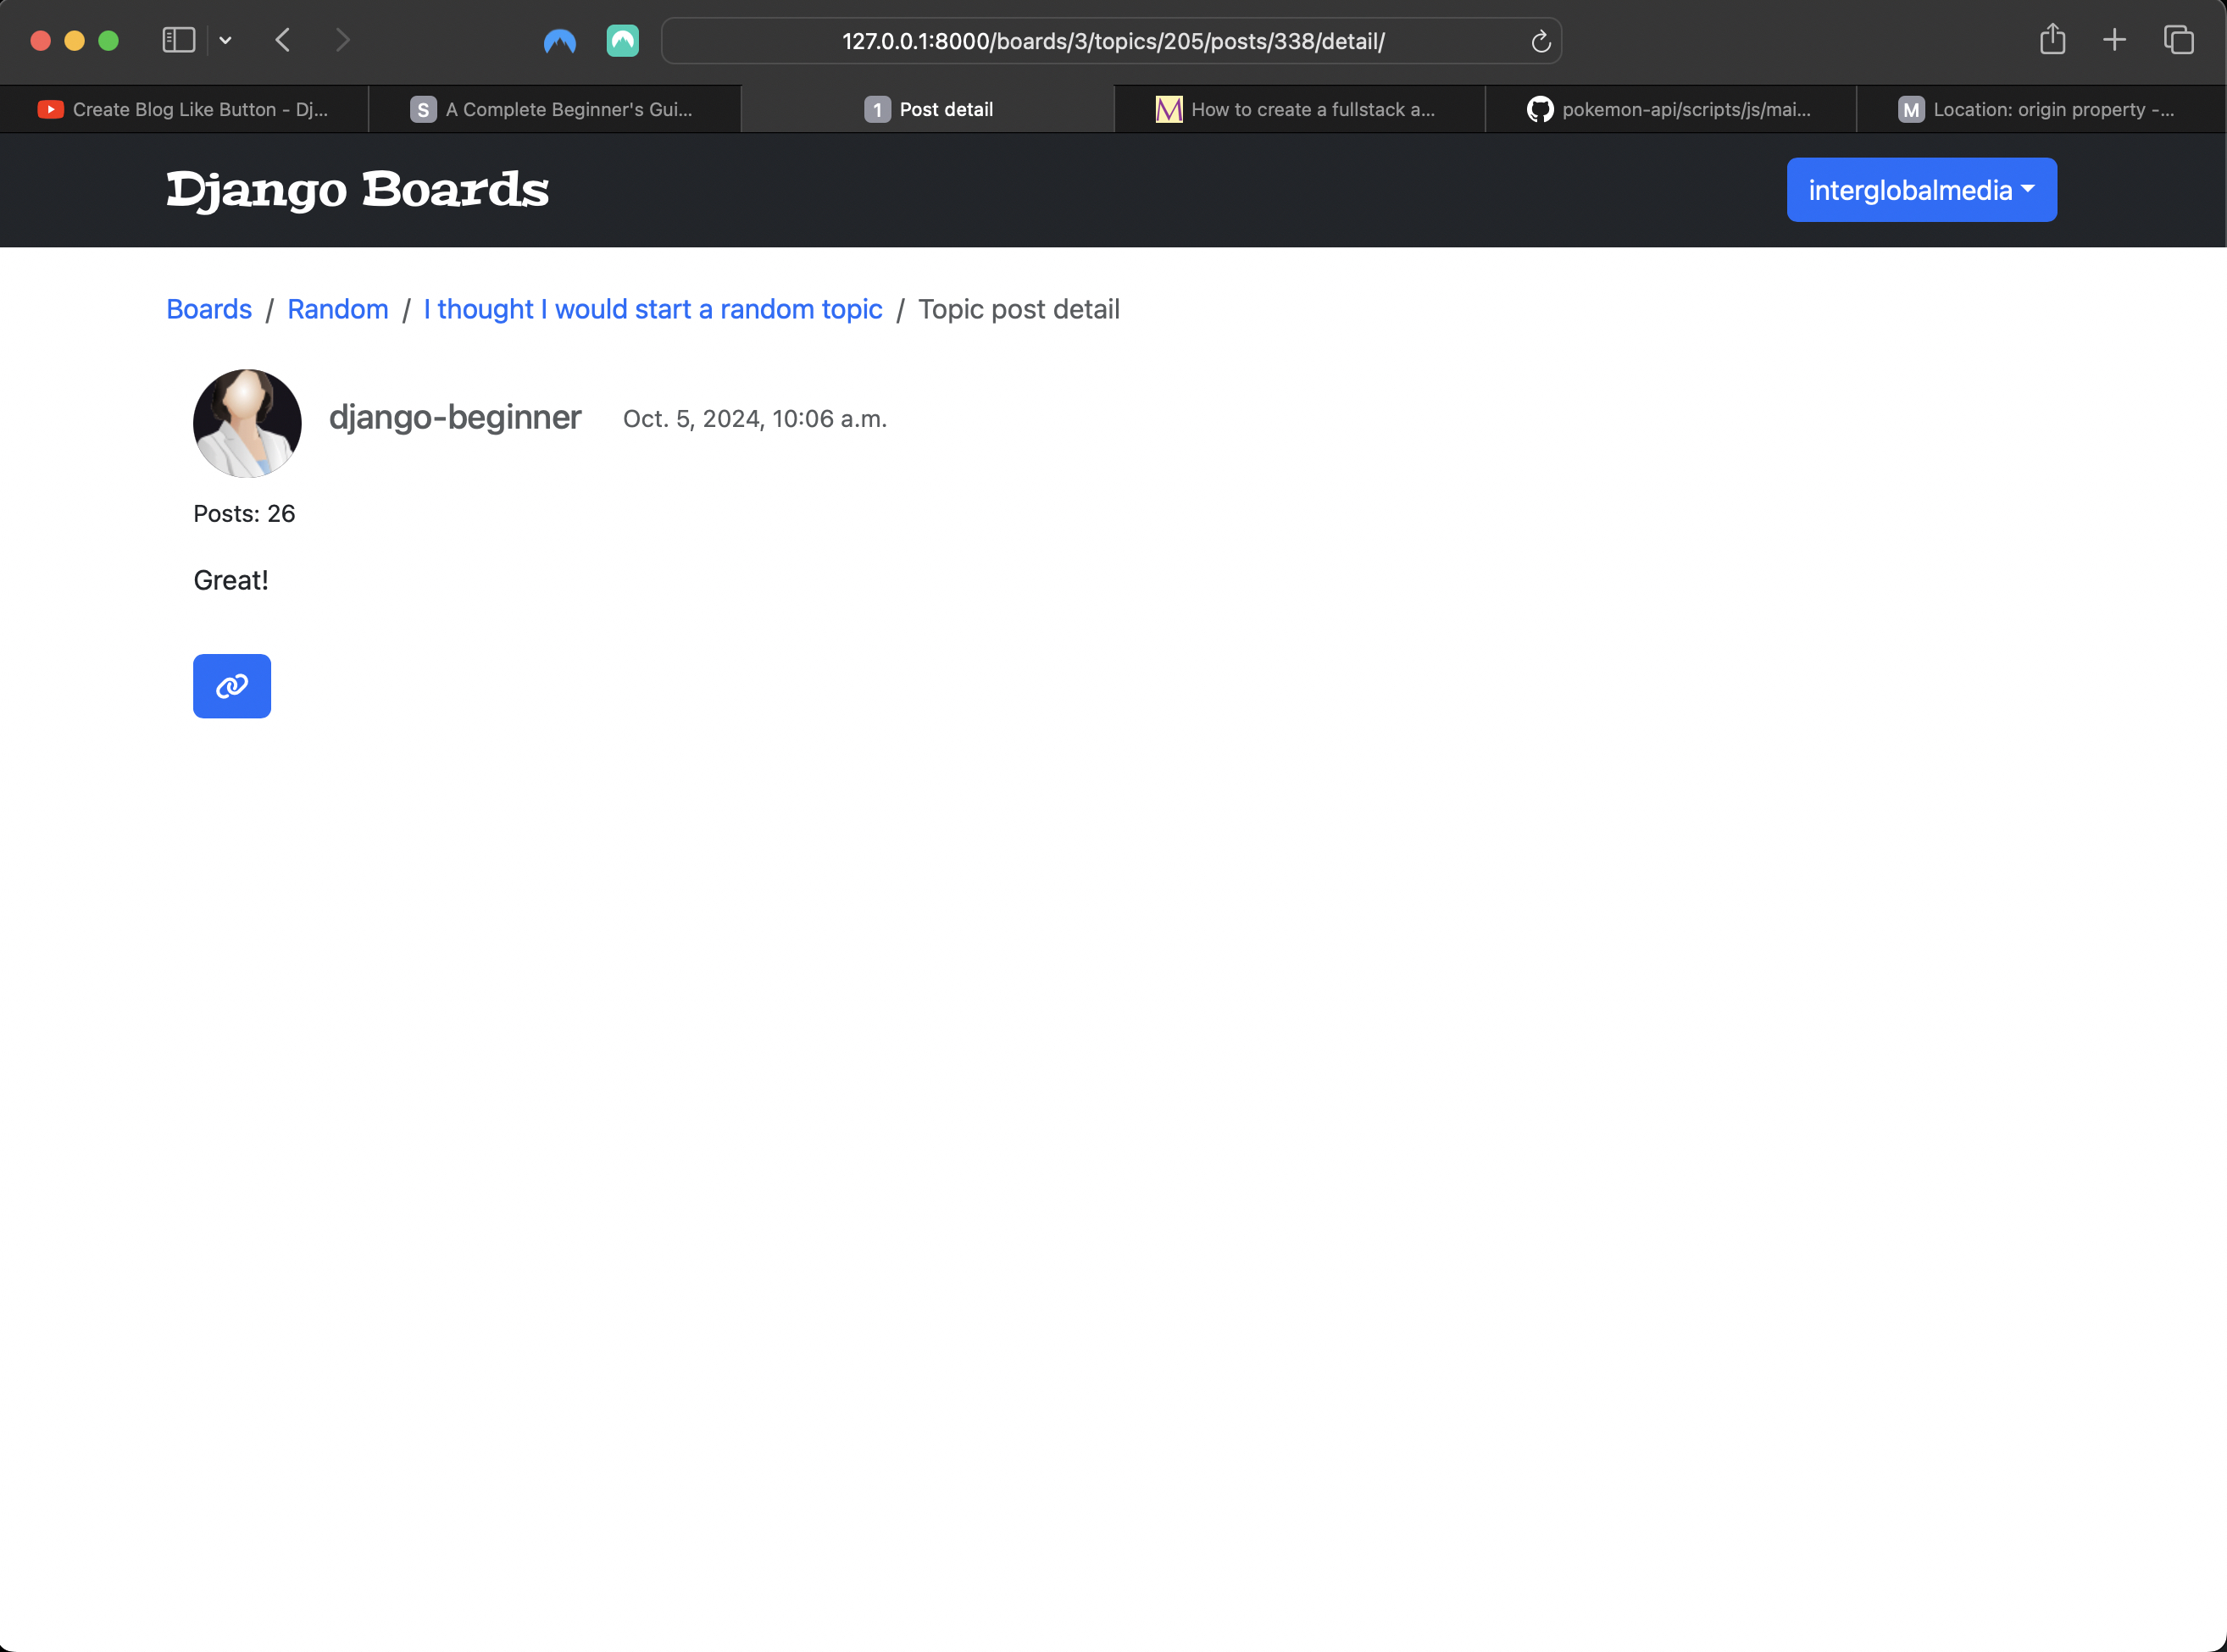 127.0.0.1:8000/boards/3/topics/205/posts/338/detail/
Create Blog Like Button - Dj...
S A Complete Beginner's Gui...
1 Post detail
M How to create a fullstack a...
pokemon-api/scripts/js/mai...
M Location: origin property -...
Django Boards
interglobalmedia
Boards / Random / I thought I would start a random topic / Topic post detail
django-beginner Oct. 5, 2024, 10:06 a.m.
Posts: 26
Great!